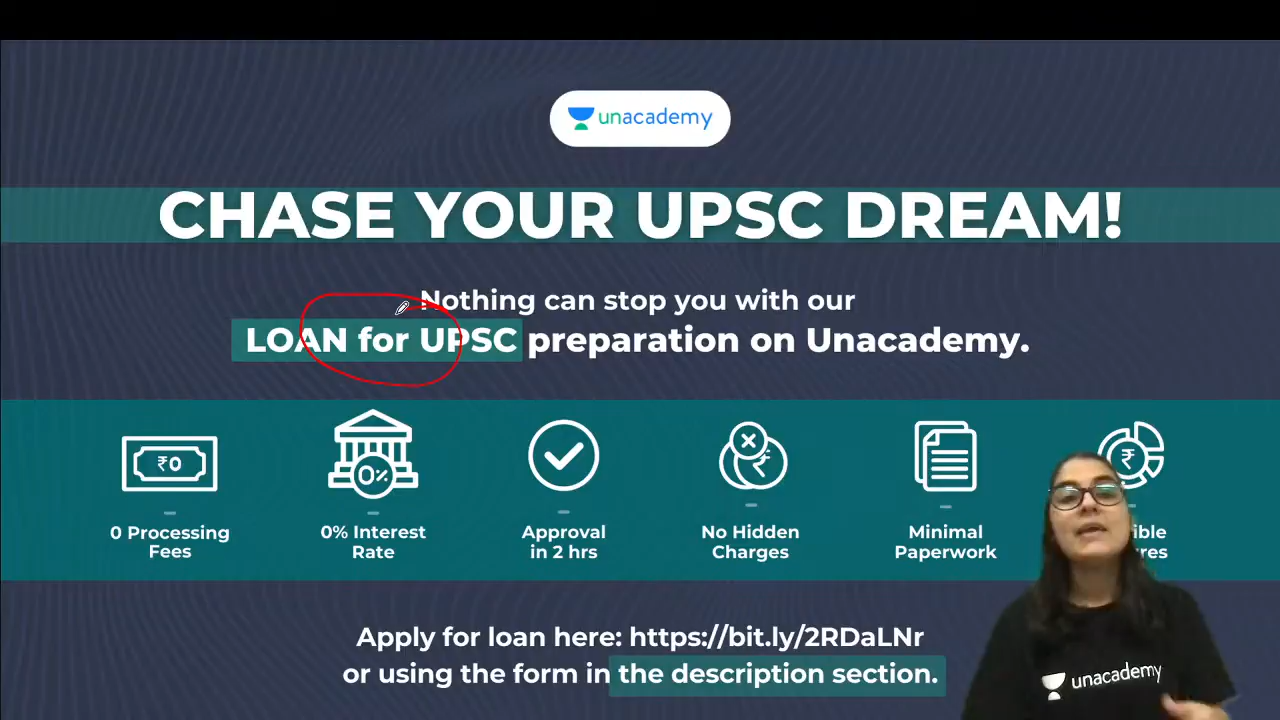 unacademy
CHASE YOUR UPSC DREAM!
Nothing can stop you with our
LOAN for UPSC preparation on Unacademy.
₹0
0%
₹
₹
0 Processing
Fees
0% Interest
Rate
Approval
in 2 hrs
No Hidden
Charges
Minimal
Paperwork
Apply for loan here: https://bit.ly/2RDaLNr
or using the form in the description section.
unacademy